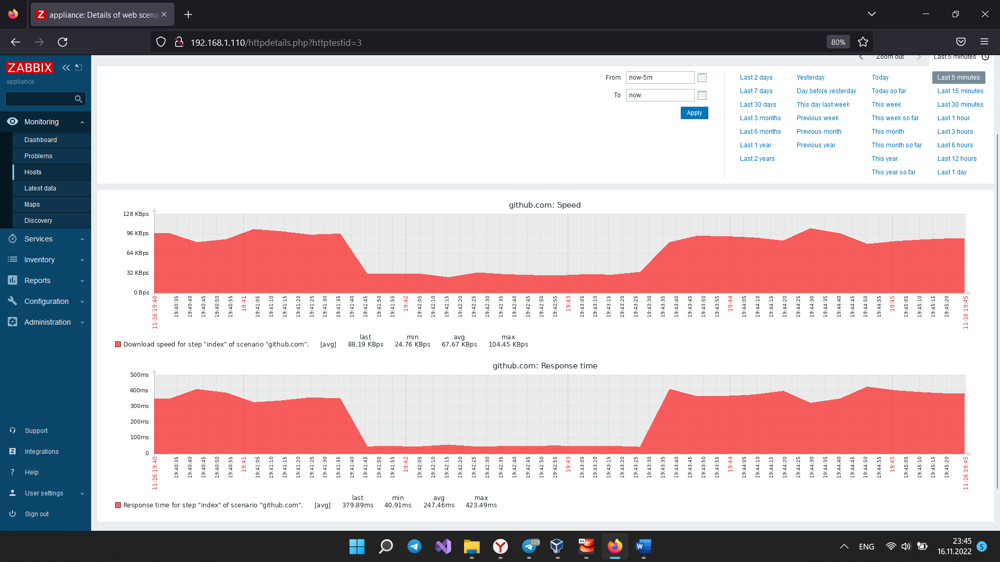 appliance: Details of web scena
192.168.1.110/httpdetails.php?httptestid=3
80%
ZABBIX
appliance
Monitoring
Dashboard
Problems
Hosts
Latest data
Maps
Discovery
Services
Inventory
Reports
Configuration
Administration
Support
Integrations
Help
User settings
Sign out
Zoom out
Last 5 minutes
From now-5m
To now
Apply
Last 2 days Yesterday Today Last 5 minutes
Last 7 days Day before yesterday Today so far Last 15 minutes
Last 30 days This day last week This week Last 30 minutes
Last 3 months Previous week This week so far Last 1 hour
Last 6 months Previous month This month Last 3 hours
Last 1 year Previous year This month so far Last 6 hours
Last 2 years This year Last 12 hours
This year so far Last 1 day
github.com: Speed
128 KBps
96 KBps
64 KBps
32 KBps
0 Bps
11-16 19:40 19:40:35 19:40:40 19:40:45 19:40:50 19:40:55 19:41 19:41:05 19:41:10 19:41:15 19:41:20 19:41:25 19:41:30 19:41:35 19:41:40 19:41:45 19:41:50 19:41:55 19:42 19:42:05 19:42:10 19:42:15 19:42:20 19:42:25 19:42:30 19:42:35 19:42:40 19:42:45 19:42:50 19:42:55 19:43 19:43:05 19:43:10 19:43:15 19:43:20 19:43:25 19:43:30 19:43:35 19:43:40 19:43:45 19:43:50 19:43:55 19:44 19:44:05 19:44:10 19:44:15 19:44:20 19:44:25 19:44:30 19:44:35 19:44:40 19:44:45 19:44:50 19:44:55 19:45 19:45:05 19:45:10 19:45:15 19:45:20 11-16 19:45
last min avg max
Download speed for step "index" of scenario "github.com". [avg] 88.19 KBps 24.76 KBps 67.67 KBps 104.45 KBps
github.com: Response time
500ms
400ms
300ms
200ms
100ms
0
11-16 19:40 19:40:35 19:40:40 19:40:45 19:40:50 19:40:55 19:41 19:41:05 19:41:10 19:41:15 19:41:20 19:41:25 19:41:30 19:41:35 19:41:40 19:41:45 19:41:50 19:41:55 19:42 19:42:05 19:42:10 19:42:15 19:42:20 19:42:25 19:42:30 19:42:35 19:42:40 19:42:45 19:42:50 19:42:55 19:43 19:43:05 19:43:10 19:43:15 19:43:20 19:43:25 19:43:30 19:43:35 19:43:40 19:43:45 19:43:50 19:43:55 19:44 19:44:05 19:44:10 19:44:15 19:44:20 19:44:25 19:44:30 19:44:35 19:44:40 19:44:45 19:44:50 19:44:55 19:45 19:45:05 19:45:10 19:45:15 19:45:20 11-16 19:45
last min avg max
Response time for step "index" of scenario "github.com". [avg] 379.89ms 40.91ms 247.46ms 423.49ms
109
64
ENG
23:45
16.11.2022
5